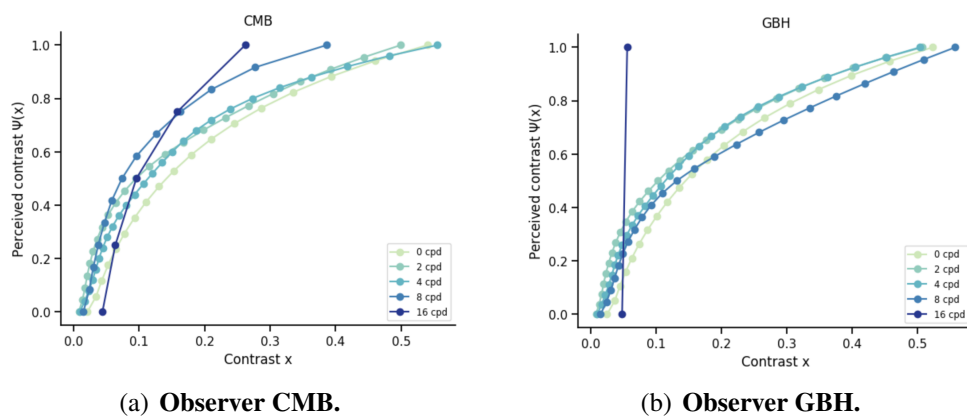 CMB
Perceived contrast Ψ(x)
1.0
0.8
0.6
0.4
0.2
0.0
0.0 0.1 0.2 0.3 0.4 0.5
Contrast x
0 cpd
2 cpd
4 cpd
8 cpd
16 cpd
(a) Observer CMB.
GBH
Perceived contrast Ψ(x)
1.0
0.8
0.6
0.4
0.2
0.0
0.0 0.1 0.2 0.3 0.4 0.5
Contrast x
0 cpd
2 cpd
4 cpd
8 cpd
16 cpd
(b) Observer GBH.